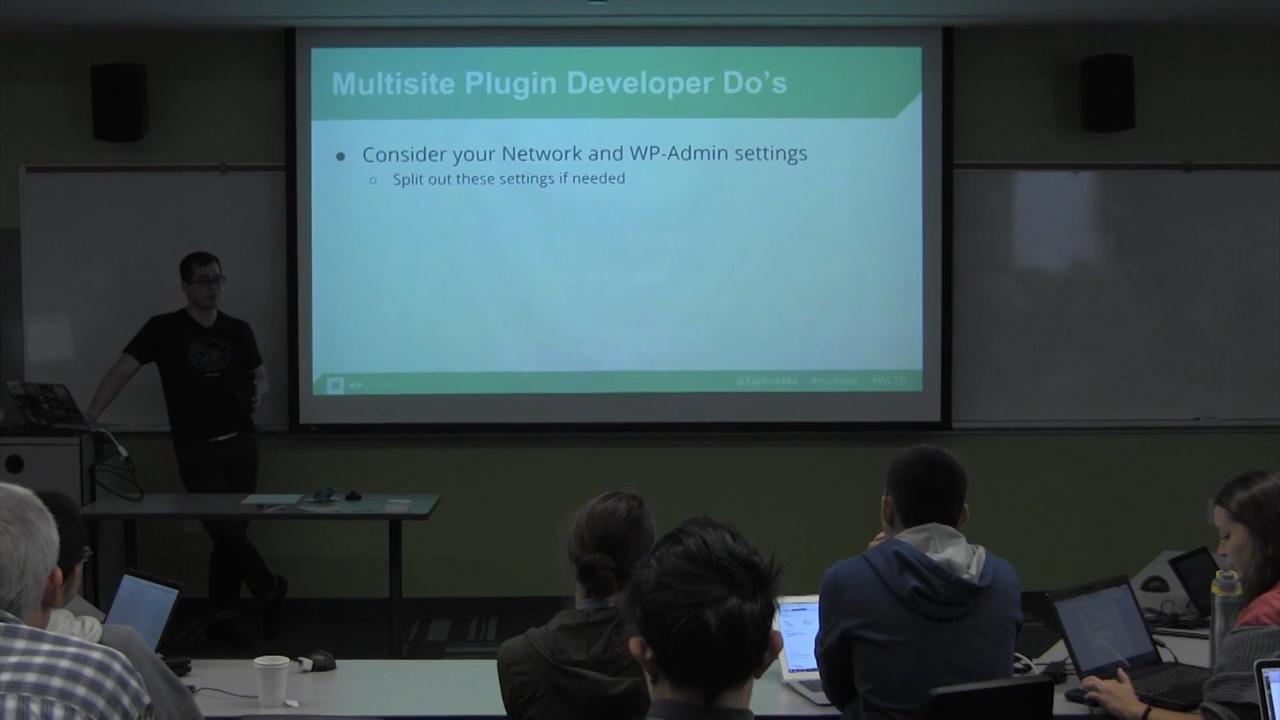 Multisite Plugin Developer Do's
● Consider your Network and WP-Admin settings
○ Split out these settings if needed
WP
@Taylor4484 #multisite #WCTO